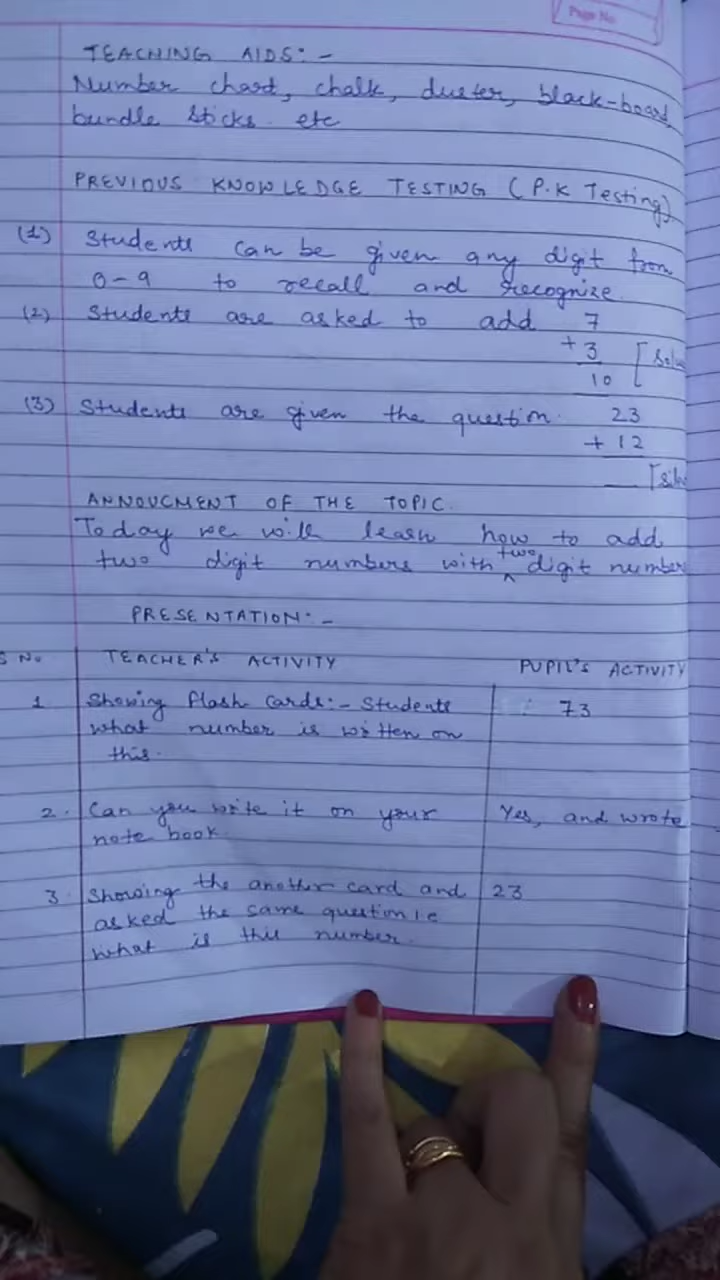 Page No.
TEACHING AIDS:-
Number chart, chalk, duster, black-board
bundle sticks. etc
PREVIOUS KNOWLEDGE TESTING (P.K Testing)
(1) Students can be given any digit from
0-9 to recall and recognize.
(2) Students are asked to add 7
+ 3
10
(3) Students are given the question. 23
+ 12
ANNOUCMENT OF THE TOPIC.
Today we will learn how to add
two digit numbers with two digit number
PRESENTATION:-
S No TEACHER'S ACTIVITY PUPIL'S ACTIVITY
1 Showing flash cards:- Students 73
what number is written on
this.
2. Can you write it on your Yes, and wrote
note book.
3. Showing the another card and 23
asked the same question i.e
what is this number.